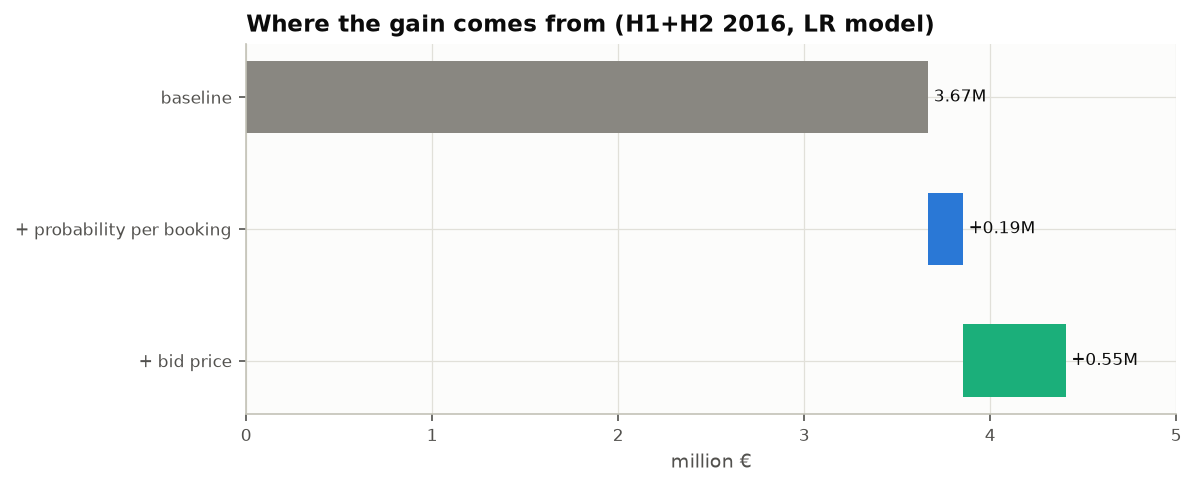 Where the gain comes from (H1+H2 2016, LR model)
baseline
3.67M
+ probability per booking
+0.19M
+ bid price
+0.55M
0 1 2 3 4 5
million €